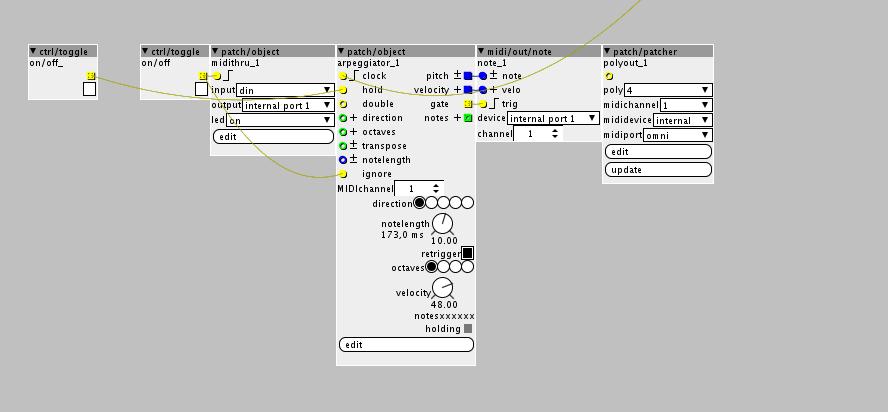 ctrl/toggle
on/off_
ctrl/toggle
on/off
patch/object
midithru_1
input din
output internal port 1
led on
edit
patch/object
arpeggiator_1
clock pitch
hold velocity
double gate
direction notes
octaves
transpose
notelength
ignore
MIDIchannel 1
direction
notelength
173,0 ms 10.00
retrigger
octaves
velocity
48.00
notesxxxxxx
holding
edit
midi/out/note
note_1
note
velo
trig
device internal port 1
channel 1
patch/patcher
polyout_1
poly 4
midichannel 1
mididevice internal
midiport omni
edit
update